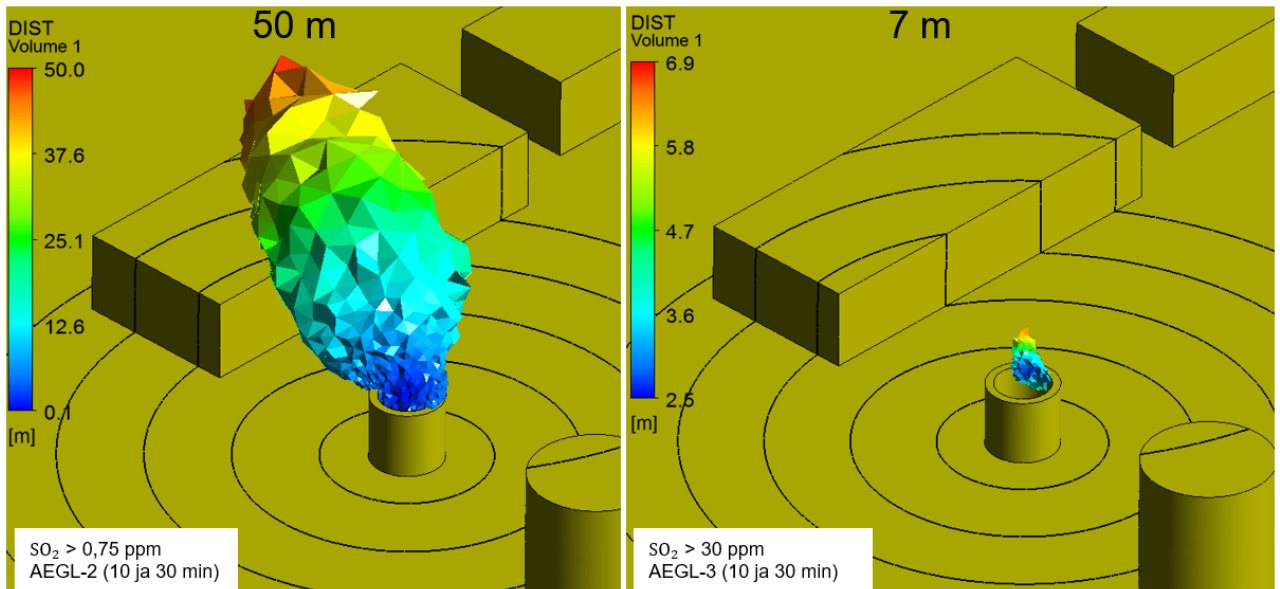 50 m
DIST
Volume 1
50.0
37.6
25.1
12.6
0.1
[m]
SO₂ > 0,75 ppm
AEGL-2 (10 ja 30 min)
7 m
DIST
Volume 1
6.9
5.8
4.7
3.6
2.5
[m]
SO₂ > 30 ppm
AEGL-3 (10 ja 30 min)